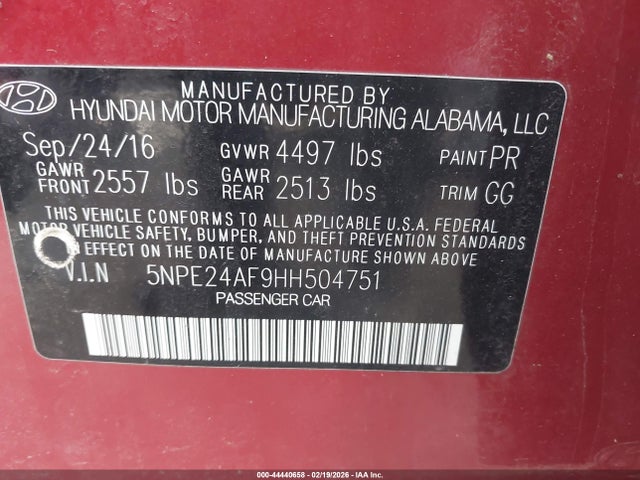 MANUFACTURED BY
HYUNDAI MOTOR MANUFACTURING ALABAMA, LLC
Sep/24/16 GVWR 4497 lbs PAINT PR
GAWR FRONT 2557 lbs GAWR REAR 2513 lbs TRIM GG
THIS VEHICLE CONFORMS TO ALL APPLICABLE U.S.A. FEDERAL
MOTOR VEHICLE SAFETY, BUMPER, AND THEFT PREVENTION STANDARDS
IN EFFECT ON THE DATE OF MANUFACTURE SHOWN ABOVE
V.I.N 5NPE24AF9HH504751
PASSENGER CAR
000-44440658 - 02/19/2026 - IAA Inc.